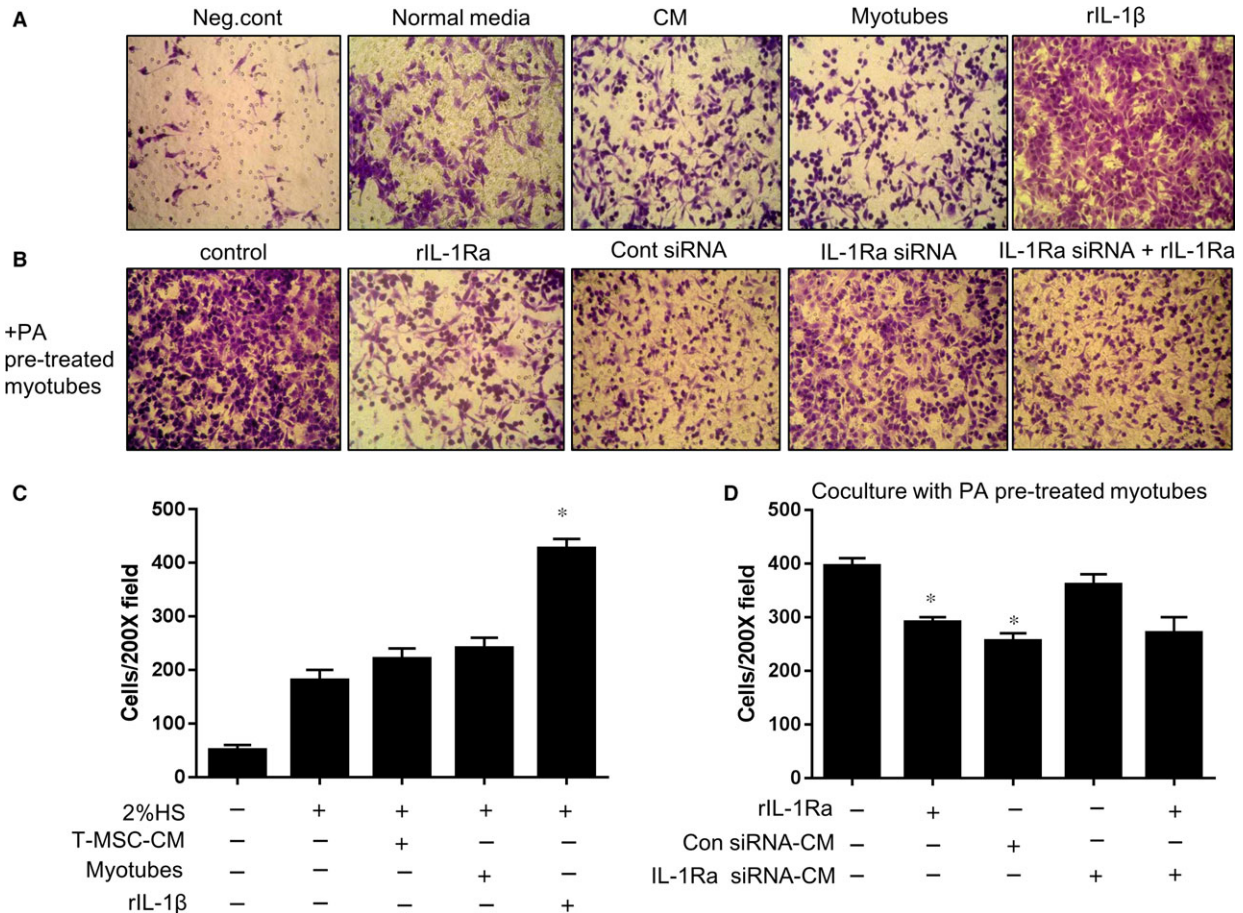 A
Neg.cont Normal media CM Myotubes rIL-1β
B
control rIL-1Ra Cont siRNA IL-1Ra siRNA IL-1Ra siRNA + rIL-1Ra
+PA
pre-treated
myotubes
C
500
400
300
200
100
0
Cells/200X field
*
2%HS − + + + +
T-MSC-CM − − + − −
Myotubes − − − + −
rIL-1β − − − − +
D Coculture with PA pre-treated myotubes
500
400
300
200
100
0
Cells/200X field
* *
rIL-1Ra − + − − +
Con siRNA-CM − − + − −
IL-1Ra siRNA-CM − − − + +